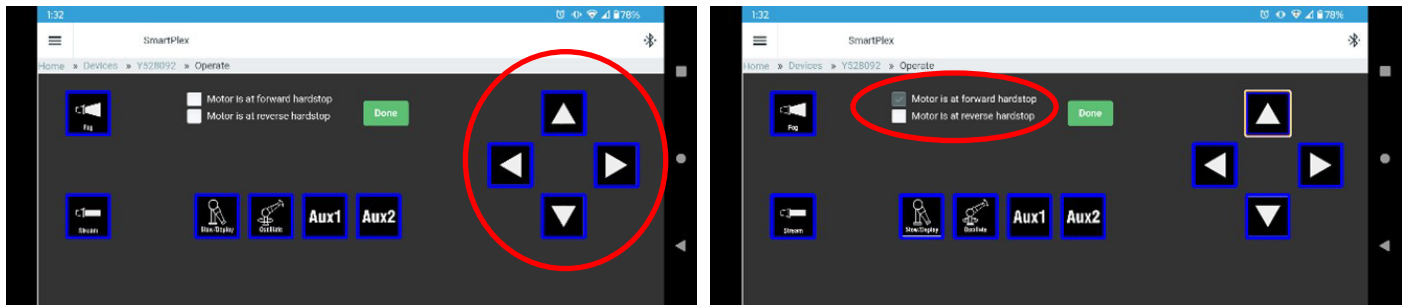 1:32
78%
SmartPlex
Home » Devices » Y528092 » Operate
Motor is at forward hardstop
Motor is at reverse hardstop
Done
Fog
Stream
Stow/Deploy
Oscillate
Aux1
Aux2
1:32
78%
SmartPlex
Home » Devices » Y528092 » Operate
Motor is at forward hardstop
Motor is at reverse hardstop
Done
Fog
Stream
Stow/Deploy
Oscillate
Aux1
Aux2